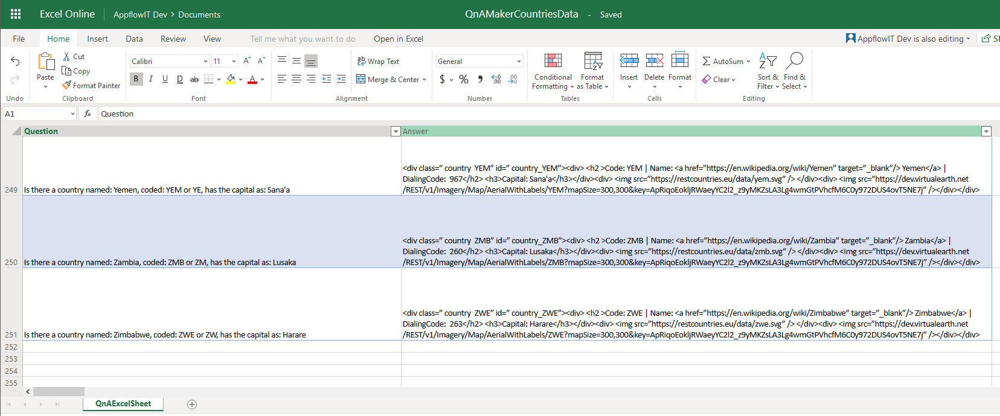 Excel Online AppflowIT Dev > Documents QnAMakerCountriesData - Saved
File Home Insert Data Review View Tell me what you want to do Open in Excel AppflowIT Dev is also editing
Cut
Calibri 11 A A Wrap Text General AutoSum
Copy
Paste Conditional Format Insert Delete Format Sort & Find &
B I U D ab A Merge & Center $ % Clear
Format Painter Formatting as Table Filter Select
Undo Clipboard Font Alignment Number Tables Cells Editing
A1 fx Question
Question Answer
<div class=” country  YEM” id=” country_YEM”><div> <h2 >Code: YEM | Name: <a href=”https://en.wikipedia.org/wiki/Yemen” target=”_blank”/> Yemen</a> |
DialingCode:  967</h2> <h3>Capital: Sana'a</h3></div><div> <img src=”https://restcountries.eu/data/yem.svg” /> </div><div> <img src=”https://dev.virtualearth.net
249 Is there a country named: Yemen, coded: YEM or YE, has the capital as: Sana'a /REST/v1/Imagery/Map/AerialWithLabels/YEM?mapSize=300,300&key=ApRiqoEokljRWaeyYC2l2_z9yMKZsLA3Lg4wmGtPVhcfM6C0y972DUS4ovT5NE7j” /></div></div>
<div class=” country  ZMB” id=” country_ZMB”><div> <h2 >Code: ZMB | Name: <a href=”https://en.wikipedia.org/wiki/Zambia” target=”_blank”/> Zambia</a> |
DialingCode:  260</h2> <h3>Capital: Lusaka</h3></div><div> <img src=”https://restcountries.eu/data/zmb.svg” /> </div><div> <img src=”https://dev.virtualearth.net
250 Is there a country named: Zambia, coded: ZMB or ZM, has the capital as: Lusaka /REST/v1/Imagery/Map/AerialWithLabels/ZMB?mapSize=300,300&key=ApRiqoEokljRWaeyYC2l2_z9yMKZsLA3Lg4wmGtPVhcfM6C0y972DUS4ovT5NE7j” /></div></div>
<div class=” country  ZWE” id=” country_ZWE”><div> <h2 >Code: ZWE | Name: <a href=”https://en.wikipedia.org/wiki/Zimbabwe” target=”_blank”/> Zimbabwe</a> |
DialingCode:  263</h2> <h3>Capital: Harare</h3></div><div> <img src=”https://restcountries.eu/data/zwe.svg” /> </div><div> <img src=”https://dev.virtualearth.net
251 Is there a country named: Zimbabwe, coded: ZWE or ZW, has the capital as: Harare /REST/v1/Imagery/Map/AerialWithLabels/ZWE?mapSize=300,300&key=ApRiqoEokljRWaeyYC2l2_z9yMKZsLA3Lg4wmGtPVhcfM6C0y972DUS4ovT5NE7j” /></div></div>
252
253
254
255
QnAExcelSheet